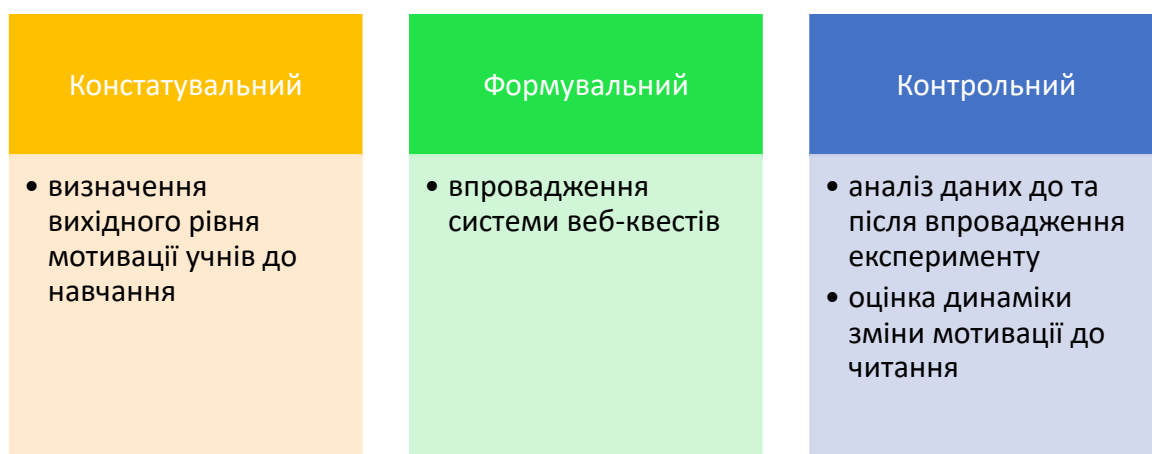 Констатувальний
• визначення
вихідного рівня
мотивації учнів до
навчання
Формувальний
• впровадження
системи веб-квестів
Контрольний
• аналіз даних до та
після впровадження
експерименту
• оцінка динаміки
зміни мотивації до
читання